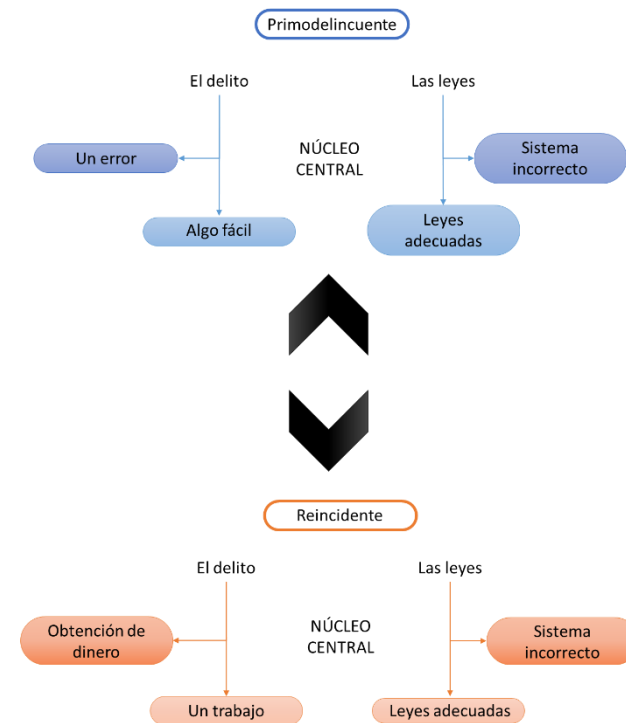 Primodelincuente
El delito
Las leyes
Un error
NÚCLEO
CENTRAL
Sistema
incorrecto
Algo fácil
Leyes
adecuadas
Reincidente
El delito
Las leyes
Obtención de
dinero
NÚCLEO
CENTRAL
Sistema
incorrecto
Un trabajo
Leyes adecuadas